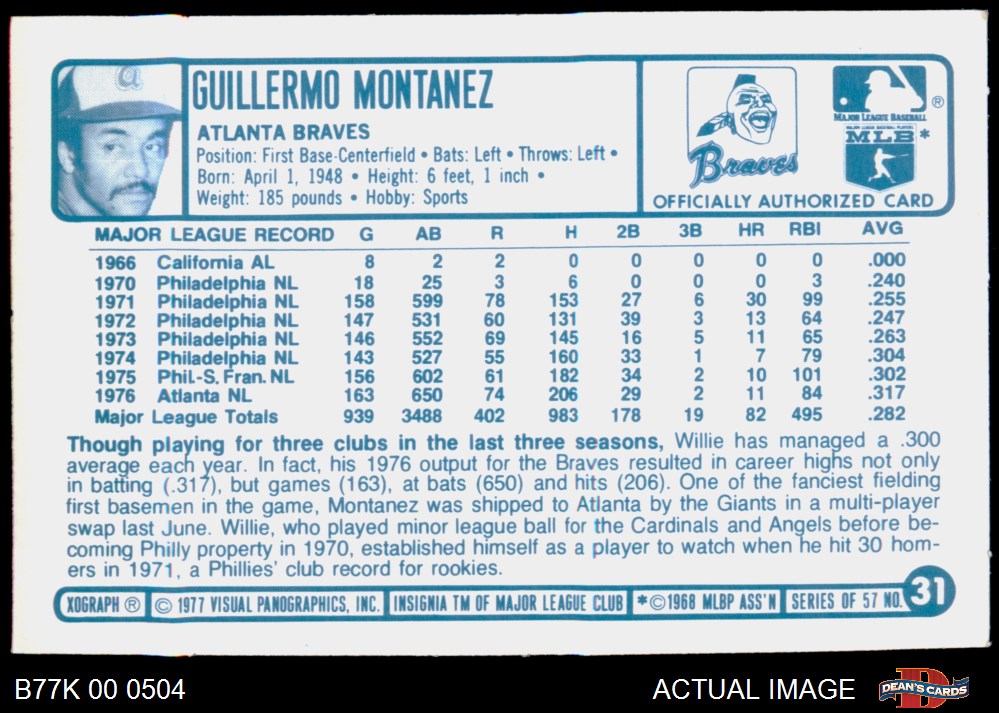 a
GUILLERMO MONTANEZ
ATLANTA BRAVES
Position: First Base-Centerfield • Bats: Left • Throws: Left •
Born: April 1, 1948 • Height: 6 feet, 1 inch •
Weight: 185 pounds • Hobby: Sports
Braves
®
MAJOR LEAGUE BASEBALL
MAJOR LEAGUE BASEBALL PLAYERS
MLB *
OFFICIALLY AUTHORIZED CARD
MAJOR LEAGUE RECORD G AB R H 2B 3B HR RBI AVG
1966 California AL 8 2 2 0 0 0 0 0 .000
1970 Philadelphia NL 18 25 3 6 0 0 0 3 .240
1971 Philadelphia NL 158 599 78 153 27 6 30 99 .255
1972 Philadelphia NL 147 531 60 131 39 3 13 64 .247
1973 Philadelphia NL 146 552 69 145 16 5 11 65 .263
1974 Philadelphia NL 143 527 55 160 33 1 7 79 .304
1975 Phil.-S. Fran. NL 156 602 61 182 34 2 10 101 .302
1976 Atlanta NL 163 650 74 206 29 2 11 84 .317
Major League Totals 939 3488 402 983 178 19 82 495 .282
Though playing for three clubs in the last three seasons, Willie has managed a .300
average each year. In fact, his 1976 output for the Braves resulted in career highs not only
in batting (.317), but games (163), at bats (650) and hits (206). One of the fanciest fielding
first basemen in the game, Montanez was shipped to Atlanta by the Giants in a multi-player
swap last June. Willie, who played minor league ball for the Cardinals and Angels before be-
coming Philly property in 1970, established himself as a player to watch when he hit 30 hom-
ers in 1971, a Phillies' club record for rookies.
XOGRAPH ® © 1977 VISUAL PANOGRAPHICS, INC. INSIGNIA TM OF MAJOR LEAGUE CLUB *©1968 MLBP ASS'N SERIES OF 57 NO. 31
B77K 00 0504
ACTUAL IMAGE
D
DEAN'S CARDS